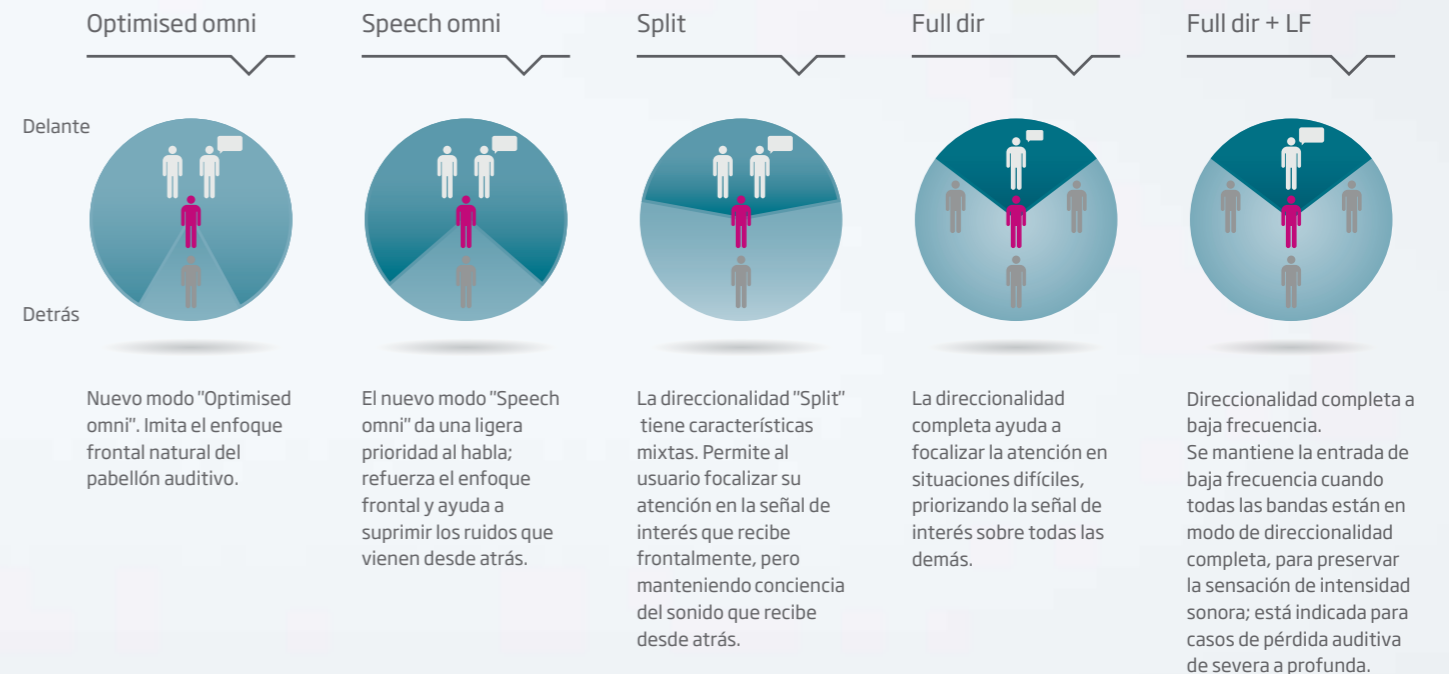 Optimised omni
Speech omni
Split
Full dir
Full dir + LF
Delante
Detrás
Nuevo modo "Optimised
omni". Imita el enfoque
frontal natural del
pabellón auditivo.
El nuevo modo "Speech
omni" da una ligera
prioridad al habla;
refuerza el enfoque
frontal y ayuda a
suprimir los ruidos que
vienen desde atrás.
La direccionalidad "Split"
tiene características
mixtas. Permite al
usuario focalizar su
atención en la señal de
interés que recibe
frontalmente, pero
manteniendo conciencia
del sonido que recibe
desde atrás.
La direccionalidad
completa ayuda a
focalizar la atención en
situaciones difíciles,
priorizando la señal de
interés sobre todas las
demás.
Direccionalidad completa a
baja frecuencia.
Se mantiene la entrada de
baja frecuencia cuando
todas las bandas están en
modo de direccionalidad
completa, para preservar
la sensación de intensidad
sonora; está indicada para
casos de pérdida auditiva
de severa a profunda.